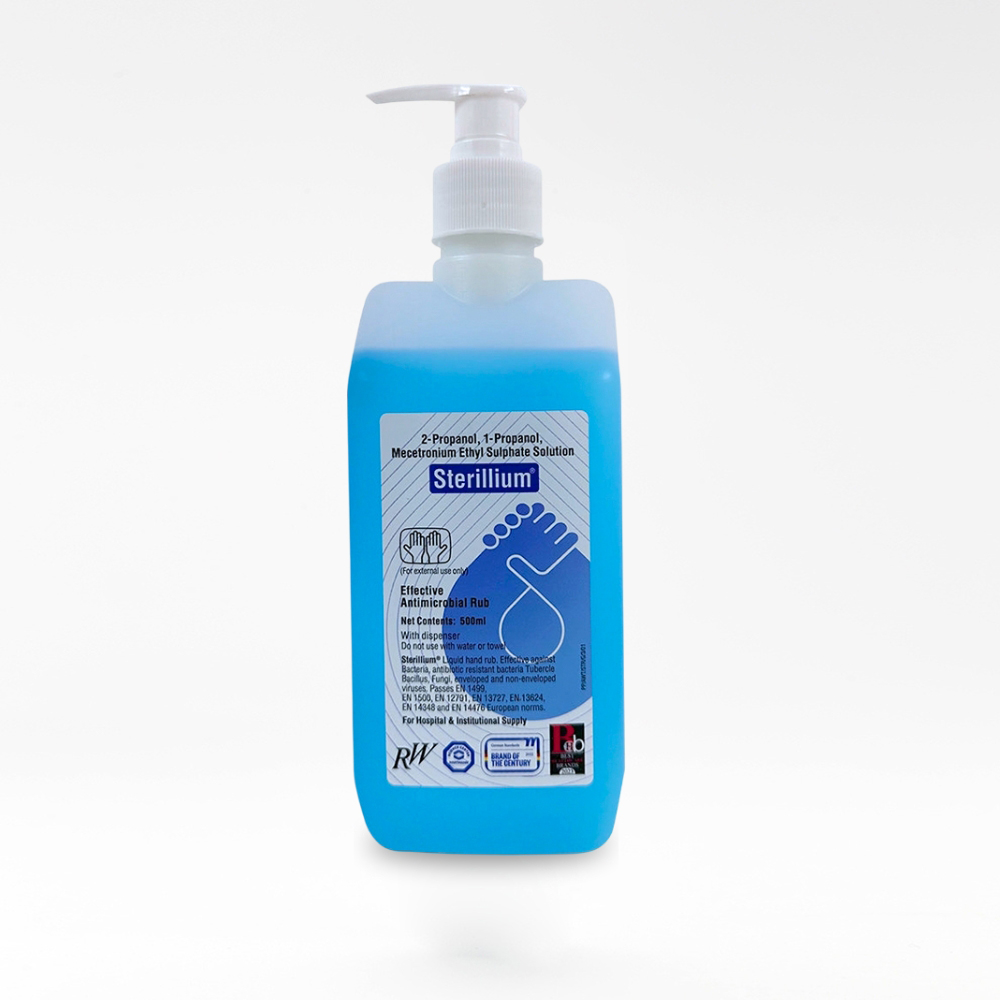 2-Propanol, 1-Propanol,
Mecetronium Ethyl Sulphate Solution
Sterillium®
(For external use only)
Effective
Antimicrobial Rub
Net Contents: 500ml
With dispenser
Do not use with water or towel
Sterillium® Liquid hand rub. Effective against
Bacteria, antibiotic resistant bacteria Tubercle
Bacillus, Fungi, enveloped and non-enveloped
viruses. Passes EN 1499,
EN 1500, EN 12791, EN 13727, EN 13624,
EN 14348 and EN 14476 European norms.
For Hospital & Institutional Supply
RW
BRAND OF
THE CENTURY
BEST
BRANDS